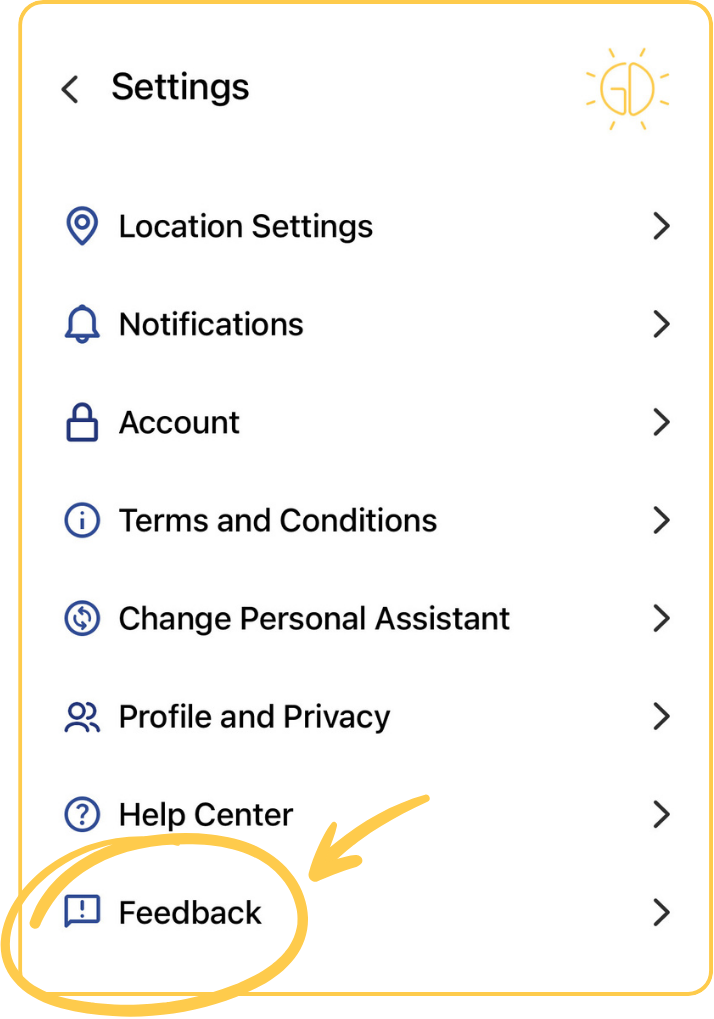 Settings
GD
Location Settings
Notifications
Account
Terms and Conditions
Change Personal Assistant
Profile and Privacy
Help Center
Feedback